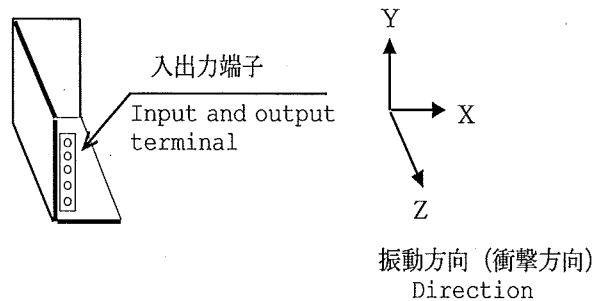 入出力端子
Input and output
terminal
Y
X
Z
振動方向 (衝撃方向)
Direction